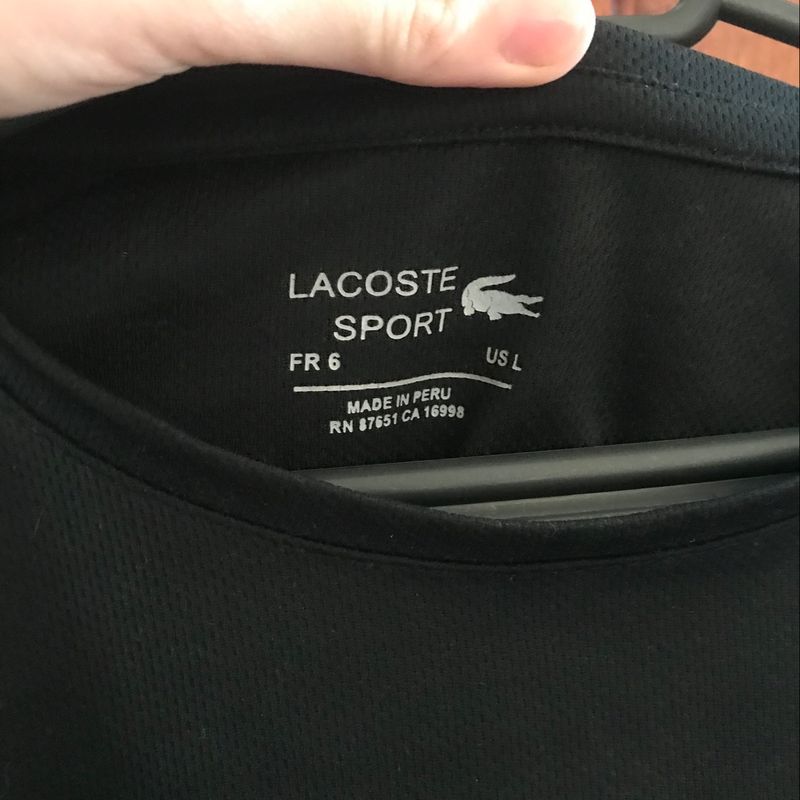 LACOSTE
SPORT
FR 6 US L
MADE IN PERU
RN 87651 CA 16998